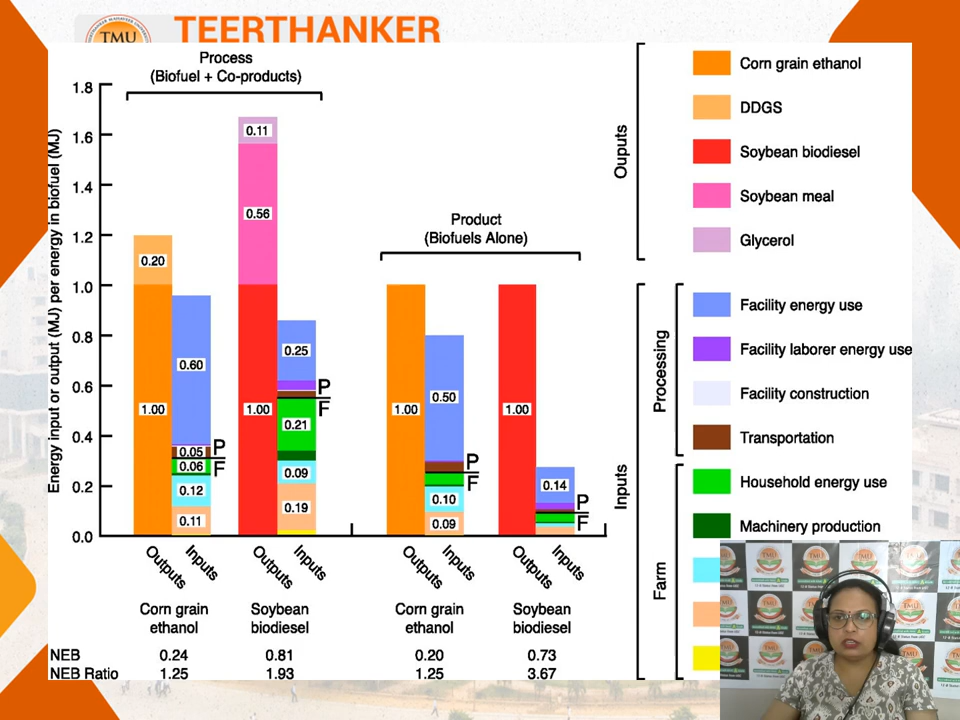 TEERTHANKER
TMU
Process
(Biofuel + Co-products)
Energy input or output (MJ) per energy in biofuel (MJ)
1.8
1.6
1.4
1.2
1.0
0.8
0.6
0.4
0.2
0.0
0.20
1.00
0.60
0.05
0.06
0.12
0.11
P
F
0.11
0.56
1.00
0.25
0.21
0.09
0.19
P
F
Product
(Biofuels Alone)
1.00
0.50
0.10
0.09
P
F
1.00
0.14
P
F
Outputs
Inputs
Outputs
Inputs
Outputs
Inputs
Outputs
Inputs
Corn grain
ethanol
Soybean
biodiesel
Corn grain
ethanol
Soybean
biodiesel
NEB 0.24 0.81 0.20 0.73
NEB Ratio 1.25 1.93 1.25 3.67
Ouputs
Corn grain ethanol
DDGS
Soybean biodiesel
Soybean meal
Glycerol
Inputs
Processing
Facility energy use
Facility laborer energy use
Facility construction
Transportation
Farm
Household energy use
Machinery production
TMU
TMU
TMU